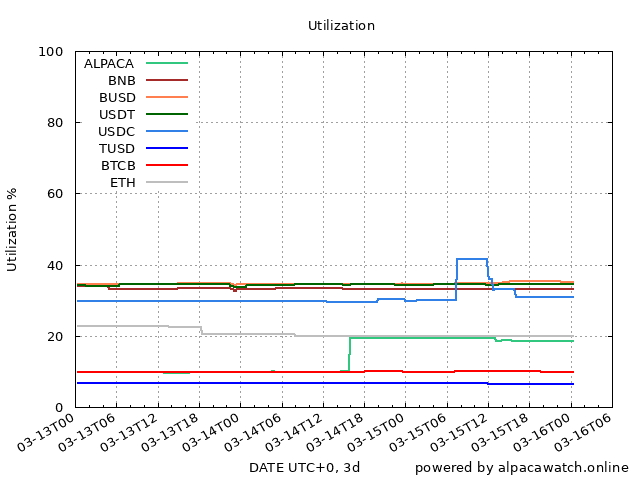 Utilization
Utilization %
100
80
60
40
20
0
ALPACA
BNB
BUSD
USDT
USDC
TUSD
BTCB
ETH
03-13T00
03-13T06
03-13T12
03-13T18
03-14T00
03-14T06
03-14T12
03-14T18
03-15T00
03-15T06
03-15T12
03-15T18
03-16T00
03-16T06
DATE UTC+0, 3d
powered by alpacawatch.online